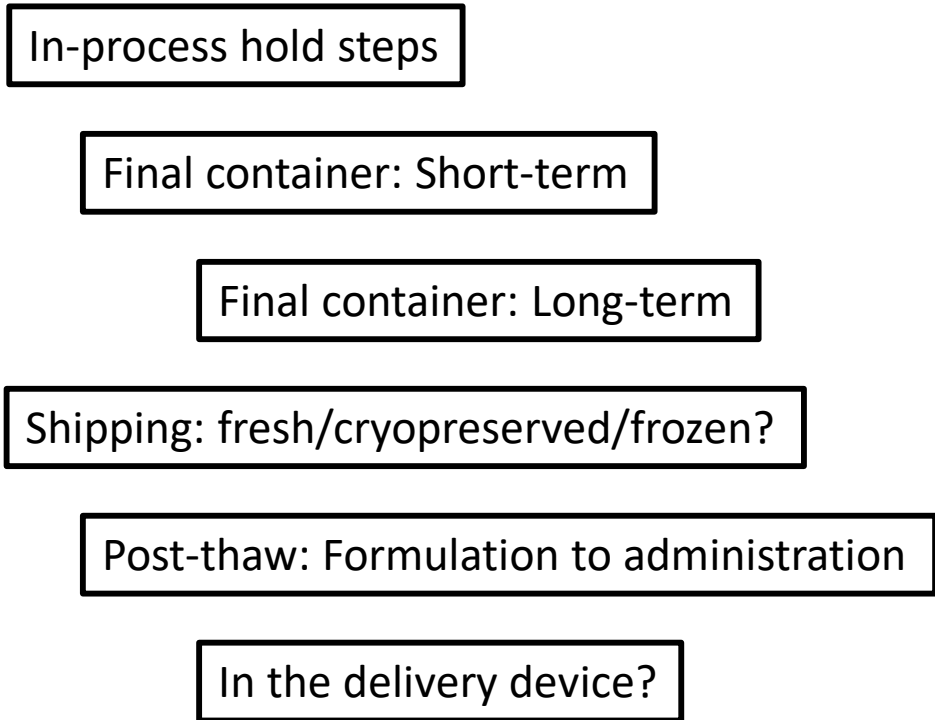 In-process hold steps
Final container: Short-term
Final container: Long-term
Shipping: fresh/cryopreserved/frozen?
Post-thaw: Formulation to administration
In the delivery device?